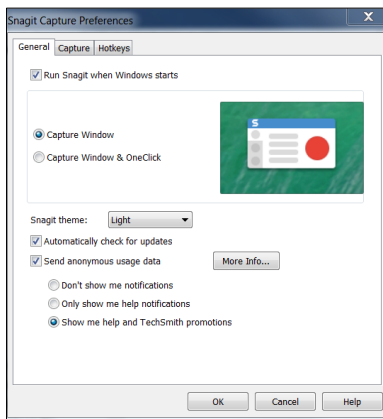 Snagit Capture Preferences
General Capture Hotkeys
Run Snagit when Windows starts
S
Capture Window
Capture Window & OneClick
Snagit theme: Light
Automatically check for updates
Send anonymous usage data More Info...
Don't show me notifications
Only show me help notifications
Show me help and TechSmith promotions
OK Cancel Help